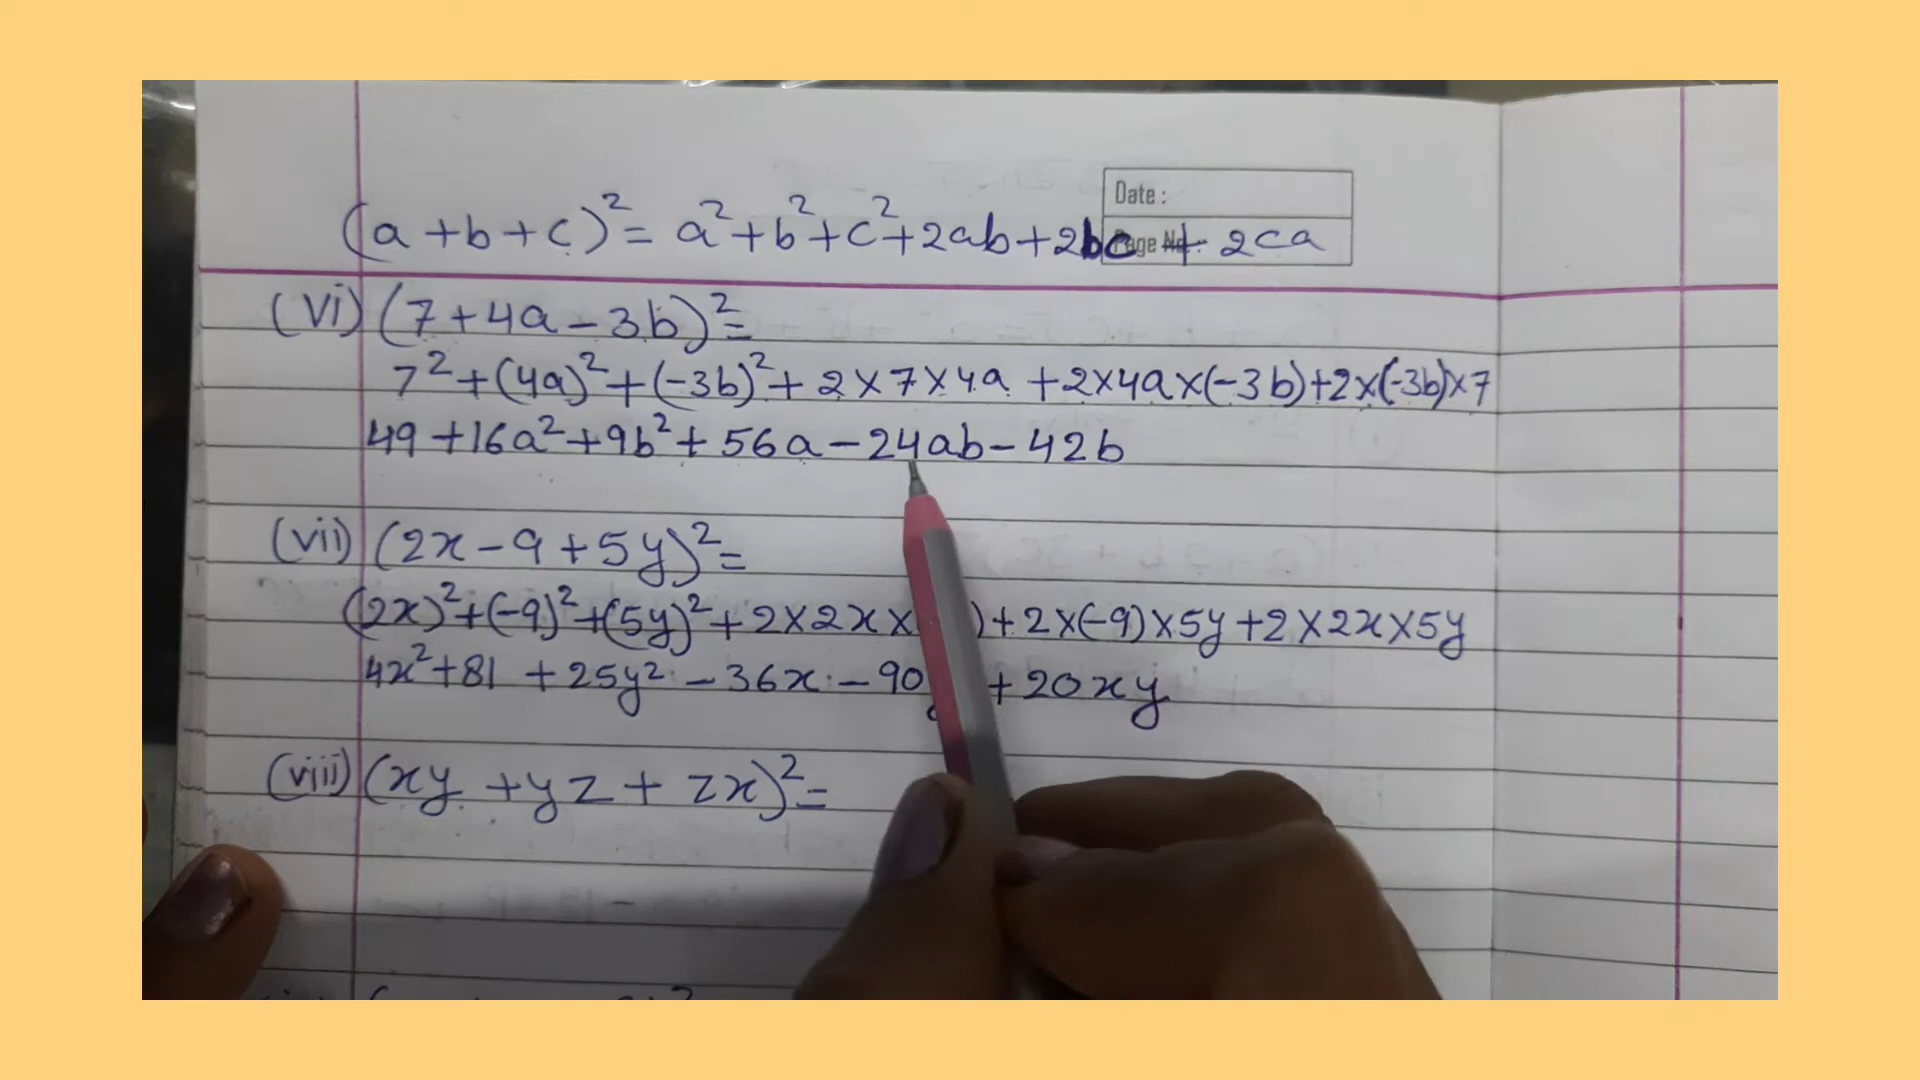 Date :
(a + b + c)² = a² + b² + c² + 2ab + 2bc + 2ca
(vi) (7 + 4a - 3b)² =
7² + (4a)² + (-3b)² + 2 × 7 × 4a + 2 × 4a × (-3b) + 2 × (-3b) × 7
49 + 16a² + 9b² + 56a - 24ab - 42b
(vii) (2x - 9 + 5y)² =
(2x)² + (-9)² + (5y)² + 2 × 2x × ) + 2 × (-9) × 5y + 2 × 2x × 5y
4x² + 81 + 25y² - 36x - 90 + 20xy
(viii) (xy + yz + zx)² =